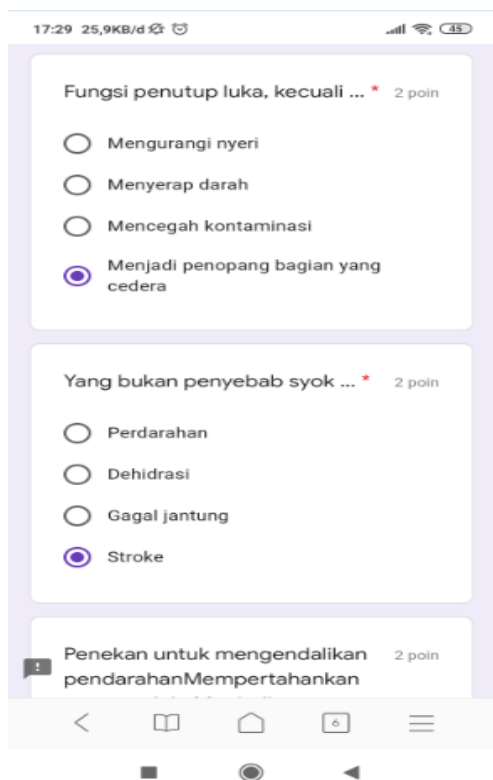 17:29 25,9KB/d 45
Fungsi penutup luka, kecuali ... * 2 poin
Mengurangi nyeri
Menyerap darah
Mencegah kontaminasi
Menjadi penopang bagian yang
cedera
Yang bukan penyebab syok ... * 2 poin
Perdarahan
Dehidrasi
Gagal jantung
Stroke
Penekan untuk mengendalikan 2 poin
pendarahanMempertahankan
6